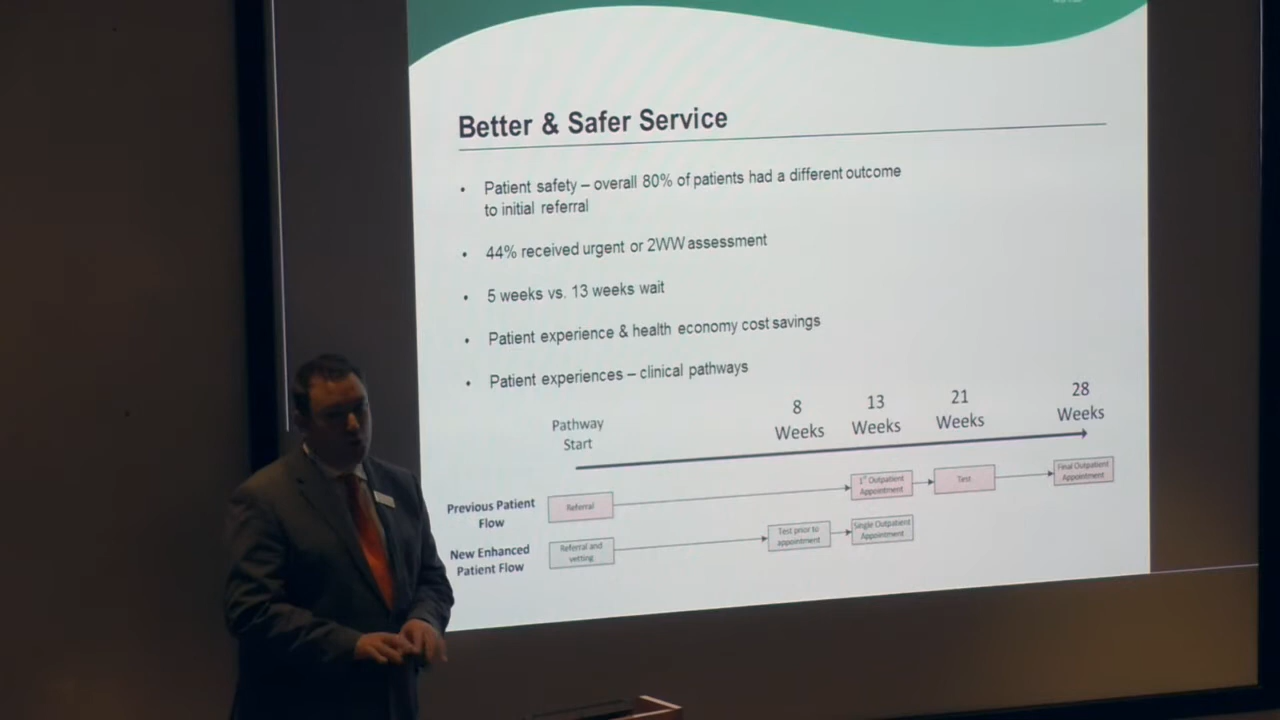 Better & Safer Service
• Patient safety – overall 80% of patients had a different outcome
to initial referral
• 44% received urgent or 2WW assessment
• 5 weeks vs. 13 weeks wait
• Patient experience & health economy cost savings
• Patient experiences – clinical pathways
Pathway
Start
8
Weeks
13
Weeks
21
Weeks
28
Weeks
Previous Patient
Flow
Referral
1st Outpatient
Appointment
Test
Final Outpatient
Appointment
New Enhanced
Patient Flow
Referral and
vetting
Test prior to
appointment
Single Outpatient
Appointment